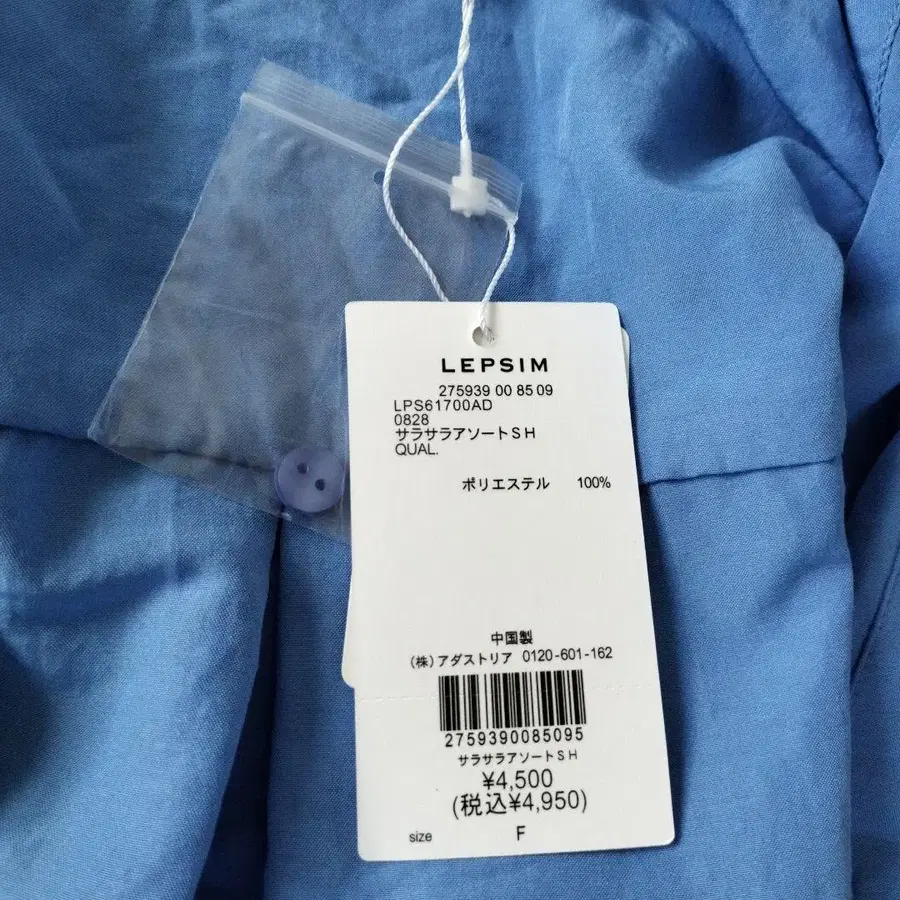 LEPSIM
275939 00 85 09
LPS61700AD
0828
サラサラアソートSH
QUAL.
ポリエステル 100%
中国製
(株)アダストリア 0120-601-162
2759390085095
サラサラアソートSH
¥4,500
(税込¥4,950)
size F